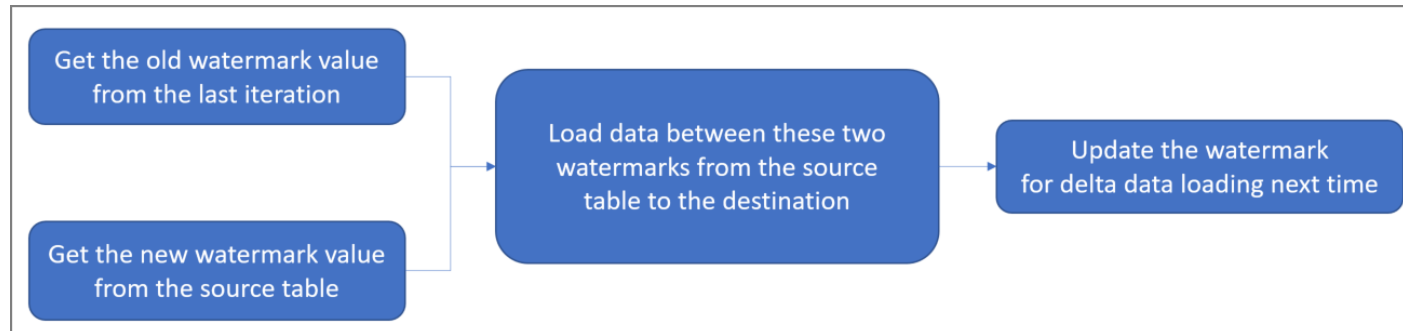 Get the old watermark value
from the last iteration
Get the new watermark value
from the source table
Load data between these two
watermarks from the source
table to the destination
Update the watermark
for delta data loading next time